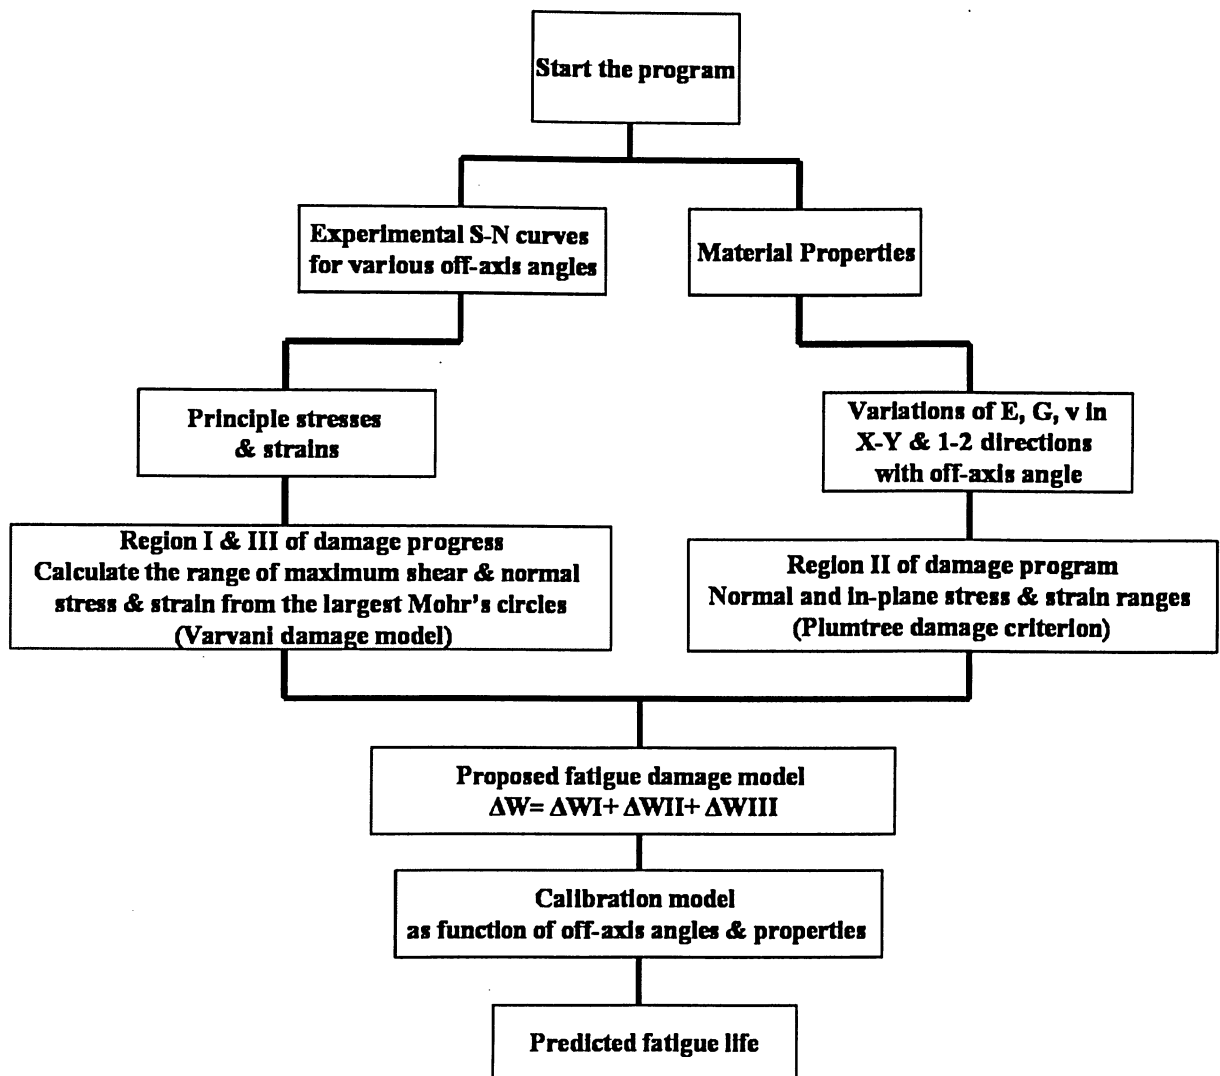 Start the program
Experimental S-N curves
for various off-axis angles
Material Properties
Principle stresses
& strains
Variations of E, G, v in
X-Y & 1-2 directions
with off-axis angle
Region I & III of damage progress
Calculate the range of maximum shear & normal
stress & strain from the largest Mohr's circles
(Varvani damage model)
Region II of damage program
Normal and in-plane stress & strain ranges
(Plumtree damage criterion)
Proposed fatigue damage model
ΔW= ΔWI+ ΔWII+ ΔWIII
Calibration model
as function of off-axis angles & properties
Predicted fatigue life